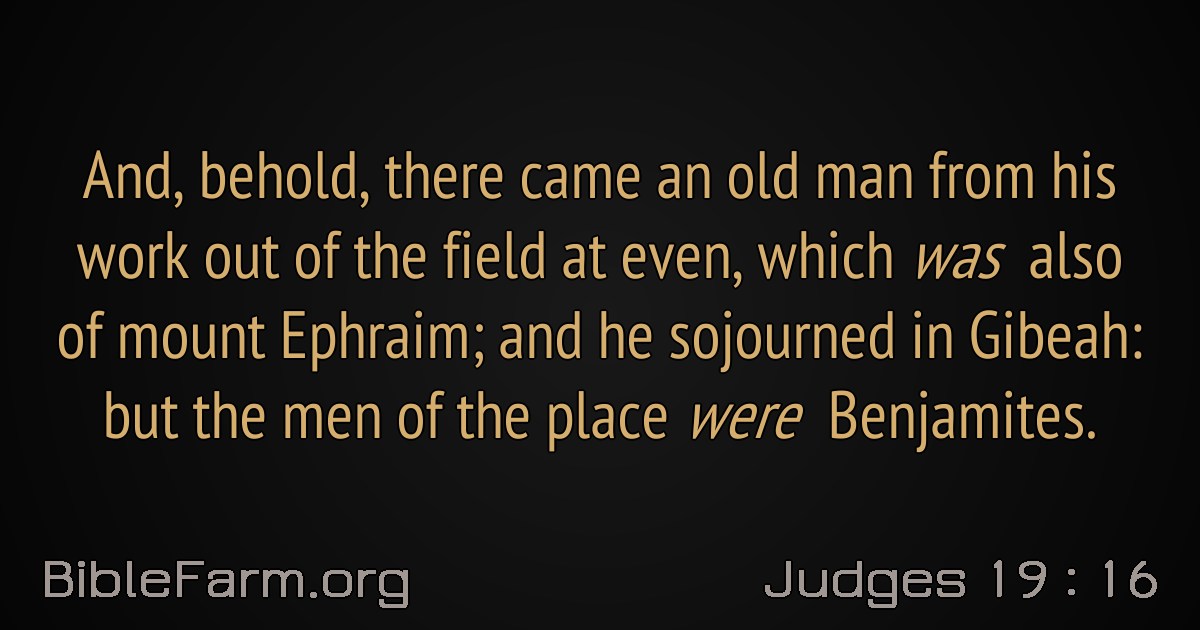 And, behold, there came an old man from his
work out of the field at even, which was also
of mount Ephraim; and he sojourned in Gibeah:
but the men of the place were Benjamites.
BibleFarm.org
Judges 19 : 16